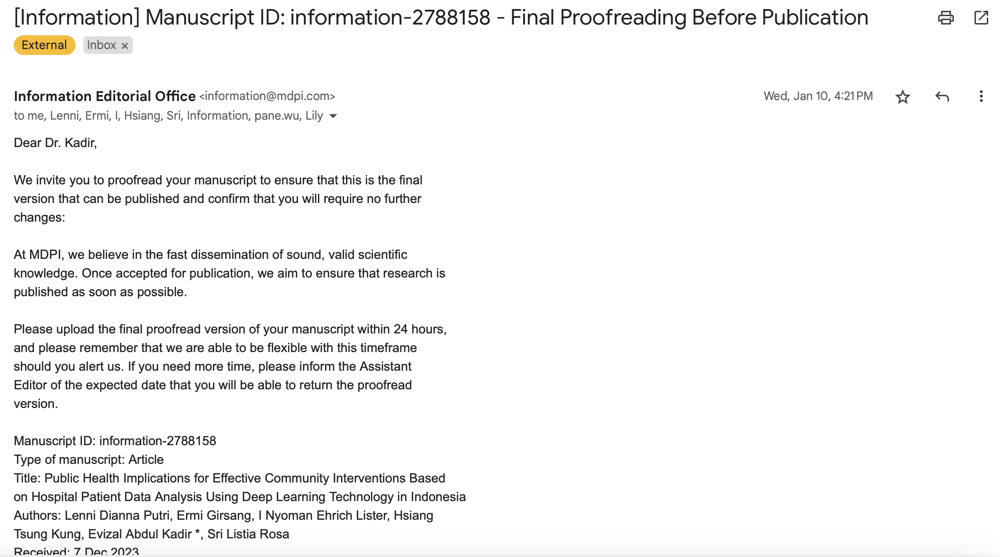 [Information] Manuscript ID: information-2788158 - Final Proofreading Before Publication
External Inbox ×
Information Editorial Office <information@mdpi.com> Wed, Jan 10, 4:21 PM
to me, Lenni, Ermi, I, Hsiang, Sri, Information, pane.wu, Lily
Dear Dr. Kadir,
We invite you to proofread your manuscript to ensure that this is the final
version that can be published and confirm that you will require no further
changes:
At MDPI, we believe in the fast dissemination of sound, valid scientific
knowledge. Once accepted for publication, we aim to ensure that research is
published as soon as possible.
Please upload the final proofread version of your manuscript within 24 hours,
and please remember that we are able to be flexible with this timeframe
should you alert us. If you need more time, please inform the Assistant
Editor of the expected date that you will be able to return the proofread
version.
Manuscript ID: information-2788158
Type of manuscript: Article
Title: Public Health Implications for Effective Community Interventions Based
on Hospital Patient Data Analysis Using Deep Learning Technology in Indonesia
Authors: Lenni Dianna Putri, Ermi Girsang, I Nyoman Ehrich Lister, Hsiang
Tsung Kung, Evizal Abdul Kadir *, Sri Listia Rosa
Received: 7 Dec 2023